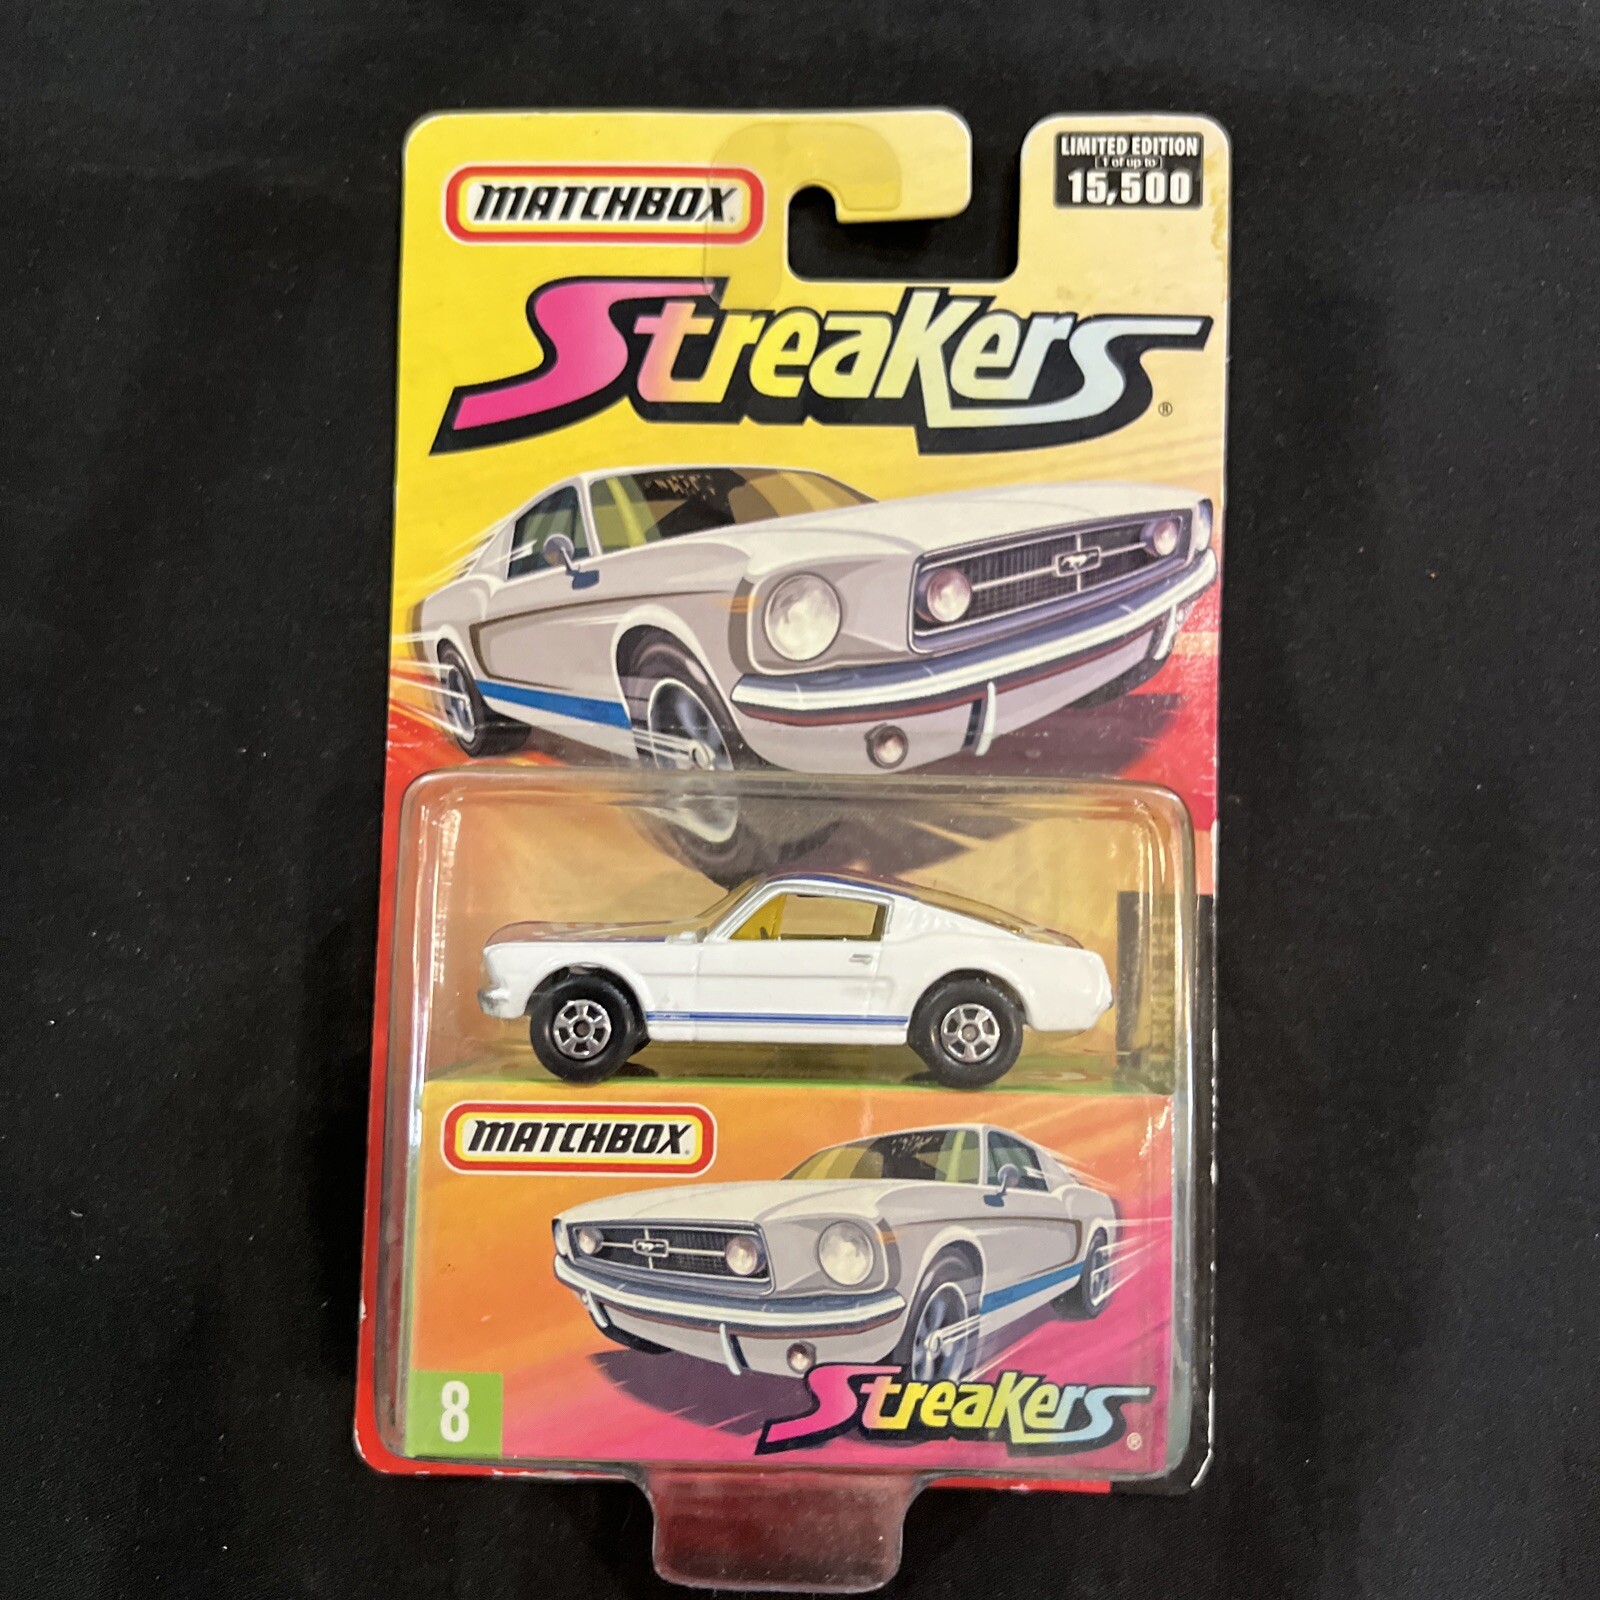 MATCHBOX®
LIMITED EDITION
1 of up to
15,500
Streakers®
MATCHBOX®
8
Streakers®